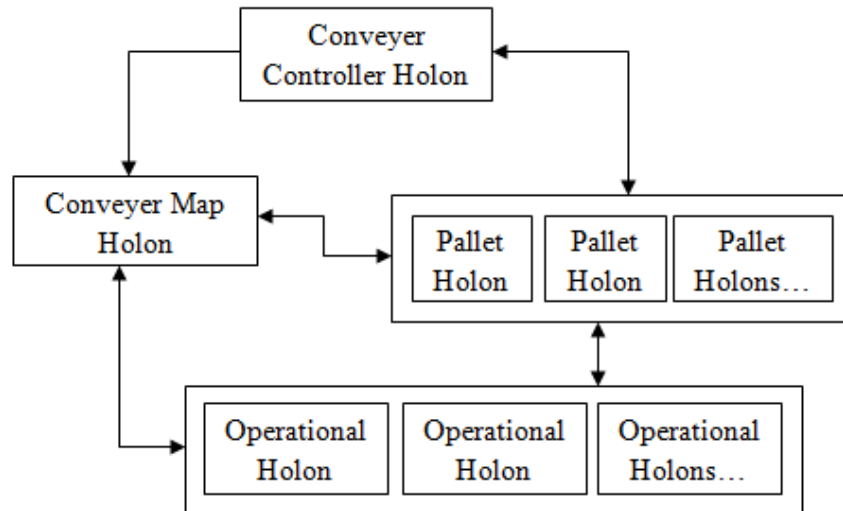 Conveyer
Controller Holon
Conveyer Map
Holon
Pallet
Holon
Pallet
Holon
Pallet
Holons…
Operational
Holon
Operational
Holon
Operational
Holons…